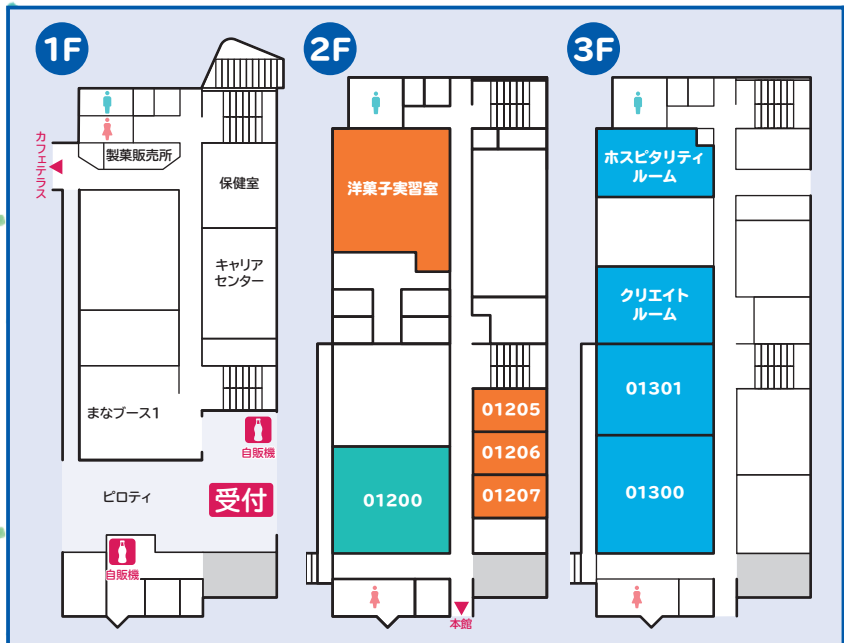 1F
カフェテラス
製菓販売所
保健室
キャリア
センター
まなブース1
自販機
ピロティ
受付
自販機
2F
洋菓子実習室
01205
01206
01207
01200
本館
3F
ホスピタリティ
ルーム
クリエイト
ルーム
01301
01300